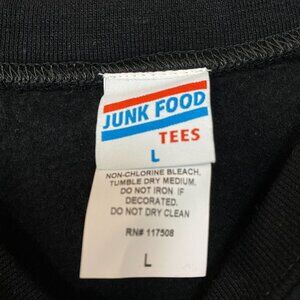 JUNK FOOD
TEES
L
NON-CHLORINE BLEACH,
TUMBLE DRY MEDIUM,
DO NOT IRON IF
DECORATED.
DO NOT DRY CLEAN
RN# 117508
L